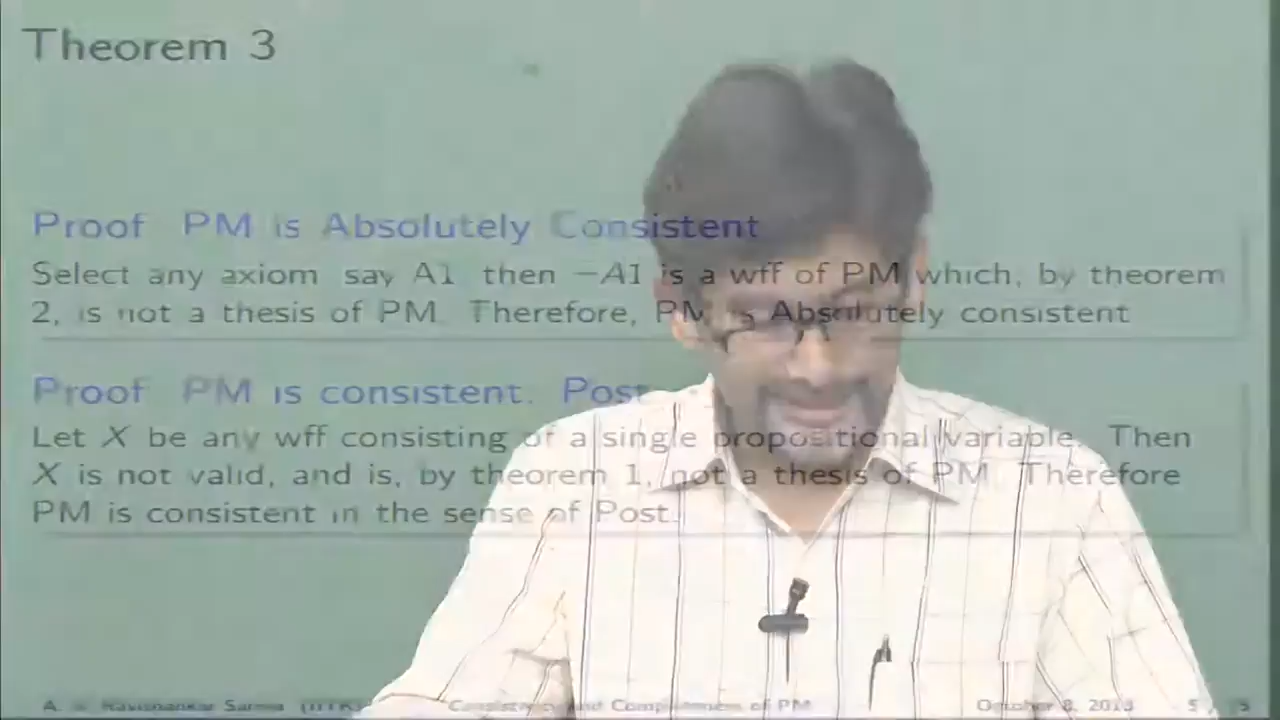 Theorem 3
Proof PM is Absolutely Consistent
Select any axiom say A1 then ¬A1 is a wff of PM which, by theorem
2, is not a thesis of PM. Therefore, PM is Absolutely consistent
Proof PM is consistent. Post
Let X be any wff consisting of a single propositional variable. Then
X is not valid, and is, by theorem 1, not a thesis of PM. Therefore
PM is consistent in the sense of Post.
A. V. Ravishankar Sarma (IITK) Consistency and Completeness of PM October 8, 2013 5 /